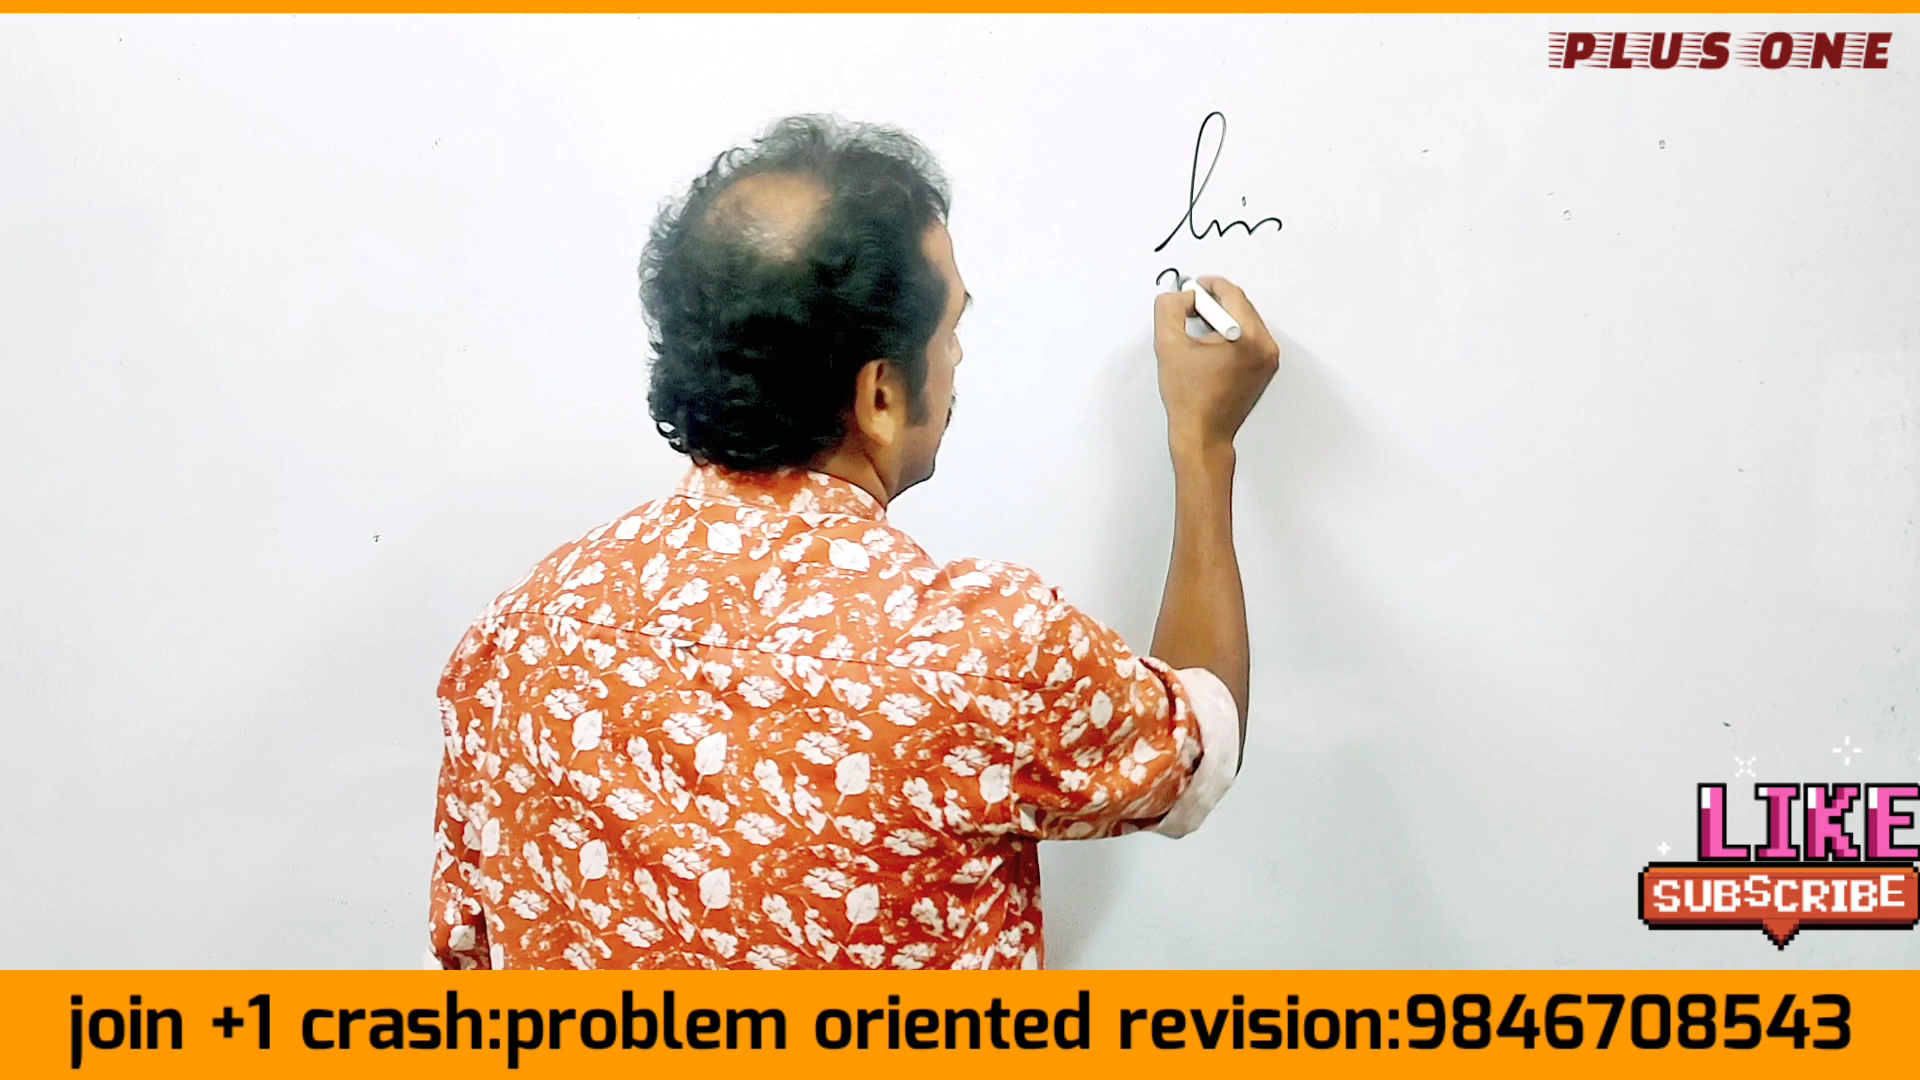 PLUS ONE
lim
LIKE
SUBSCRIBE
join +1 crash:problem oriented revision:9846708543